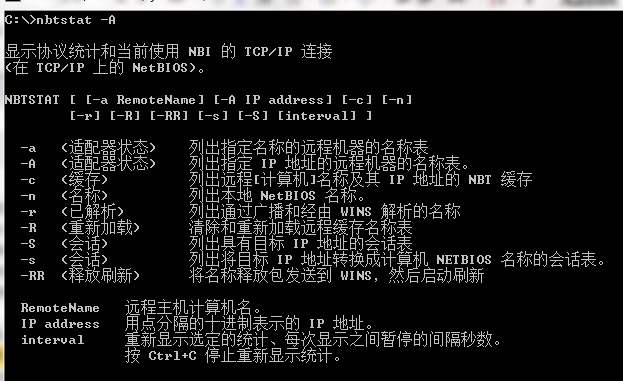 C:\>nbtstat -A
显示协议统计和当前使用 NBI 的 TCP/IP 连接
(在 TCP/IP 上的 NetBIOS)。
NBTSTAT [ [-a RemoteName] [-A IP address] [-c] [-n]
[-r] [-R] [-RR] [-s] [-S] [interval] ]
-a (适配器状态) 列出指定名称的远程机器的名称表
-A (适配器状态) 列出指定 IP 地址的远程机器的名称表。
-c (缓存) 列出远程[计算机]名称及其 IP 地址的 NBT 缓存
-n (名称) 列出本地 NetBIOS 名称。
-r (已解析) 列出通过广播和经由 WINS 解析的名称
-R (重新加载) 清除和重新加载远程缓存名称表
-S (会话) 列出具有目标 IP 地址的会话表
-s (会话) 列出将目标 IP 地址转换成计算机 NETBIOS 名称的会话表。
-RR (释放刷新) 将名称释放包发送到 WINS，然后启动刷新
RemoteName 远程主机计算机名。
IP address 用点分隔的十进制表示的 IP 地址。
interval 重新显示选定的统计、每次显示之间暂停的间隔秒数。
按 Ctrl+C 停止重新显示统计。